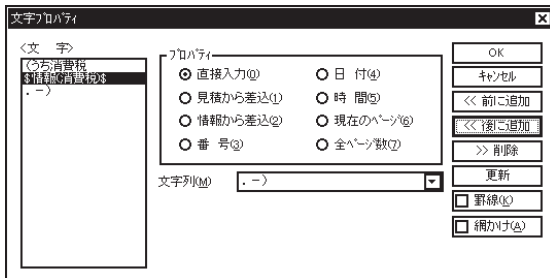 文字プロパティ
<文　字>
(うち消費税
$情報C消費税)$
.−)
プロパティ
直接入力(0)
見積から差込(1)
情報から差込(2)
番　号(3)
日　付(4)
時　間(5)
現在のページ(6)
全ページ数(7)
文字列(M)
.−)
OK
キャンセル
<< 前に追加
<< 後に追加
>> 削除
更新
罫線(K)
網かけ(A)